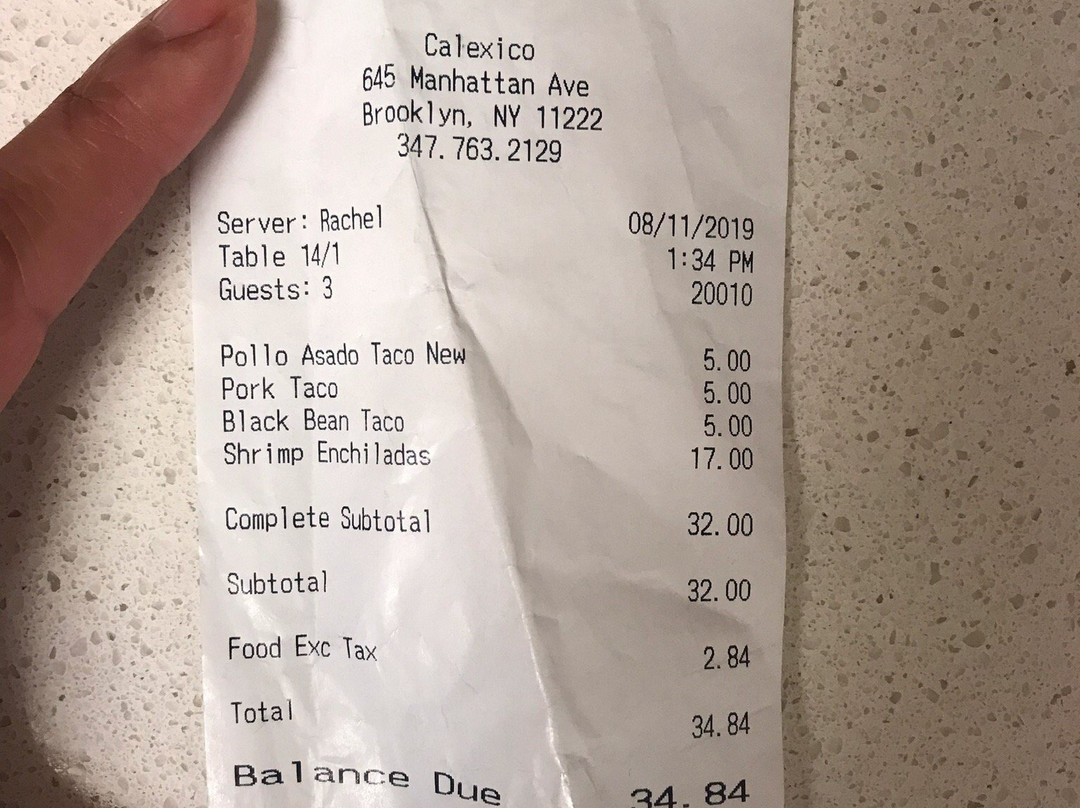 Calexico
645 Manhattan Ave
Brooklyn, NY 11222
347.763.2129
Server: Rachel 08/11/2019
Table 14/1 1:34 PM
Guests: 3 20010
Pollo Asado Taco New 5.00
Pork Taco 5.00
Black Bean Taco 5.00
Shrimp Enchiladas 17.00
Complete Subtotal 32.00
Subtotal 32.00
Food Exc Tax 2.84
Total 34.84
Balance Due 34.84